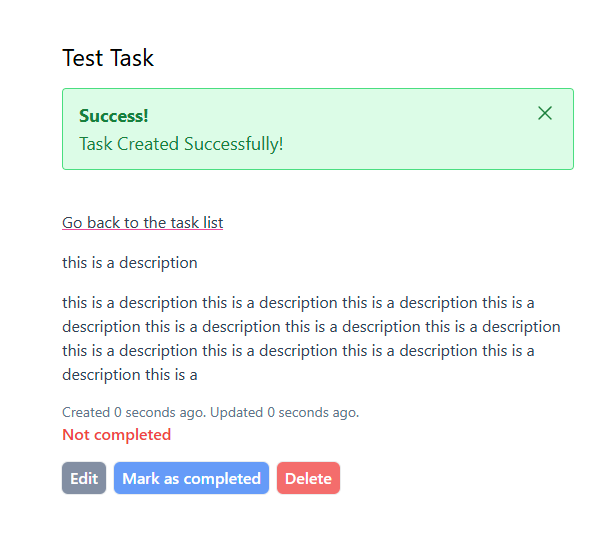 Test Task
Success!
Task Created Successfully!
Go back to the task list
this is a description
this is a description this is a description this is a description this is a
description this is a description this is a description this is a description
this is a description this is a description this is a description this is a
description this is a
Created 0 seconds ago. Updated 0 seconds ago.
Not completed
Edit Mark as completed Delete